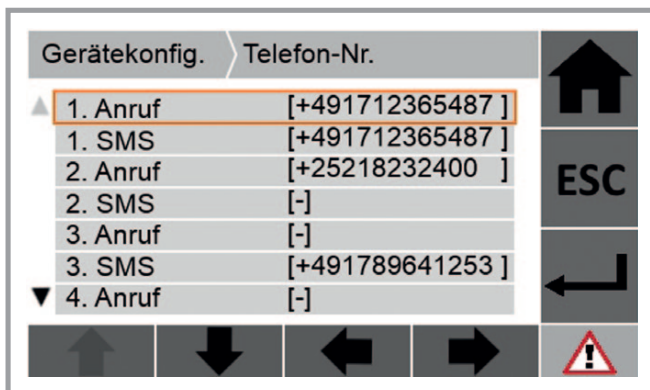 Gerätekonfig. Telefon-Nr.
1. Anruf [+491712365487 ]
1. SMS [+491712365487 ]
2. Anruf [+25218232400 ]
2. SMS [-]
3. Anruf [-]
3. SMS [+491789641253 ]
4. Anruf [-]
ESC